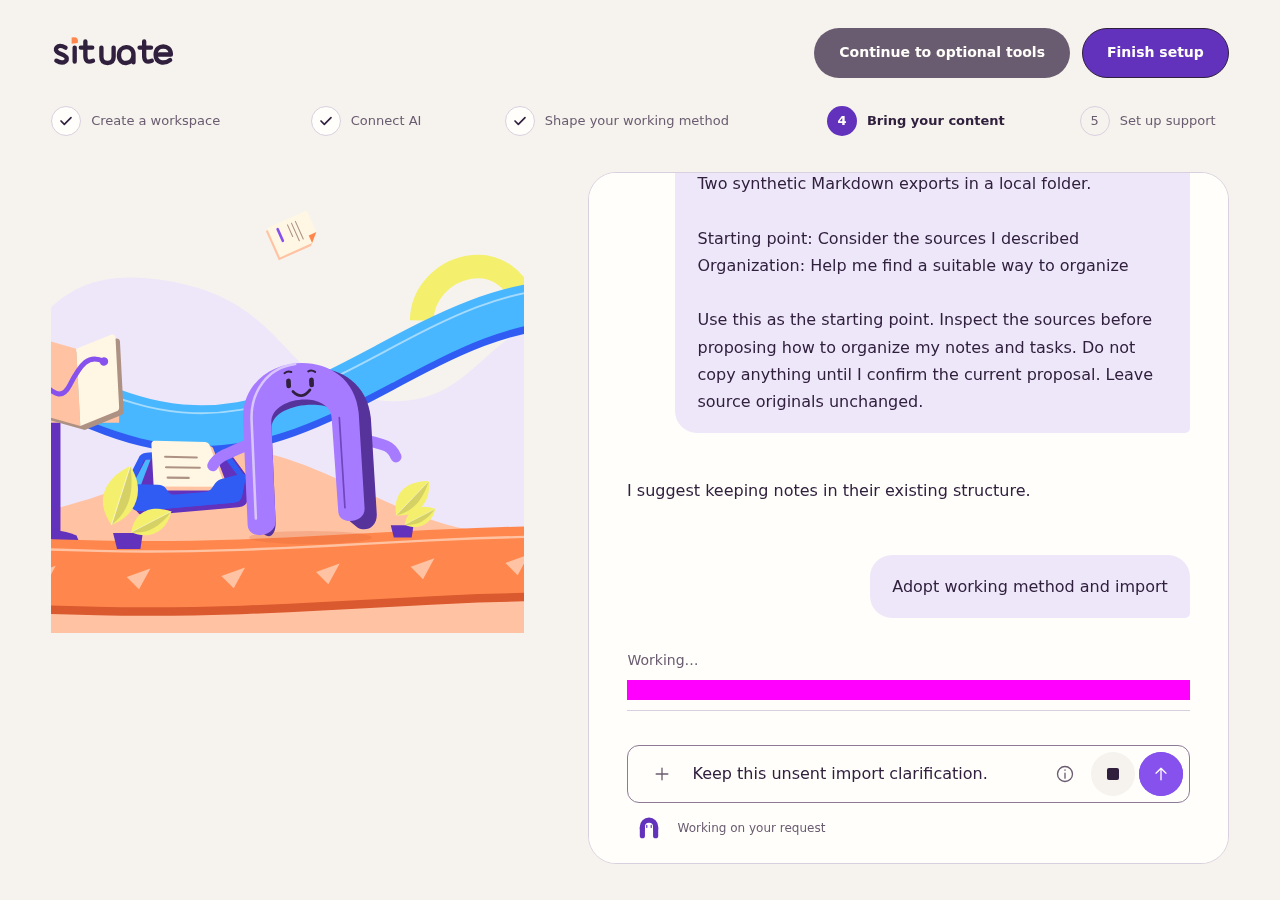 situate
Continue to optional tools
Finish setup
Create a workspace
Connect AI
Shape your working method
4
Bring your content
5
Set up support
Two synthetic Markdown exports in a local folder.
Starting point: Consider the sources I described
Organization: Help me find a suitable way to organize
Use this as the starting point. Inspect the sources before
proposing how to organize my notes and tasks. Do not
copy anything until I confirm the current proposal. Leave
source originals unchanged.
I suggest keeping notes in their existing structure.
Adopt working method and import
Working…
Keep this unsent import clarification.
Working on your request